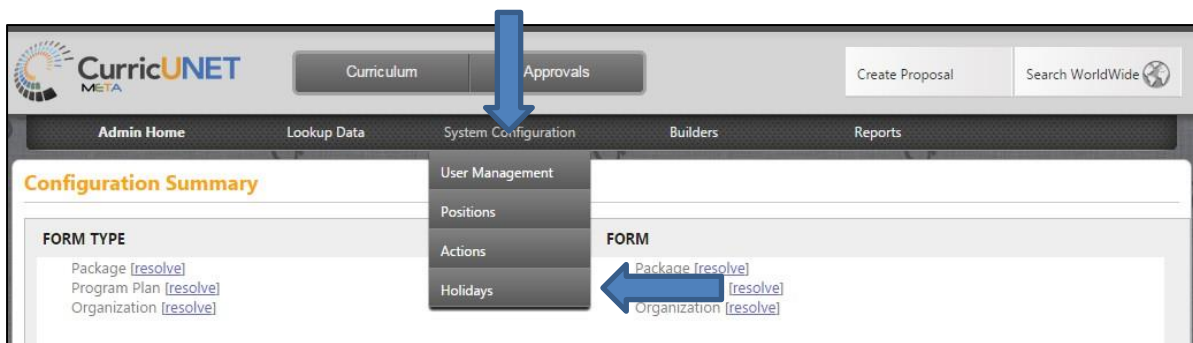 CurricUNET
META
Curriculum
Approvals
Create Proposal
Search WorldWide
Admin Home
Lookup Data
System Configuration
Builders
Reports
Configuration Summary
User Management
Positions
Actions
Holidays
FORM TYPE
Package [resolve]
Program Plan [resolve]
Organization [resolve]
FORM
Package [resolve]
[resolve]
Organization [resolve]